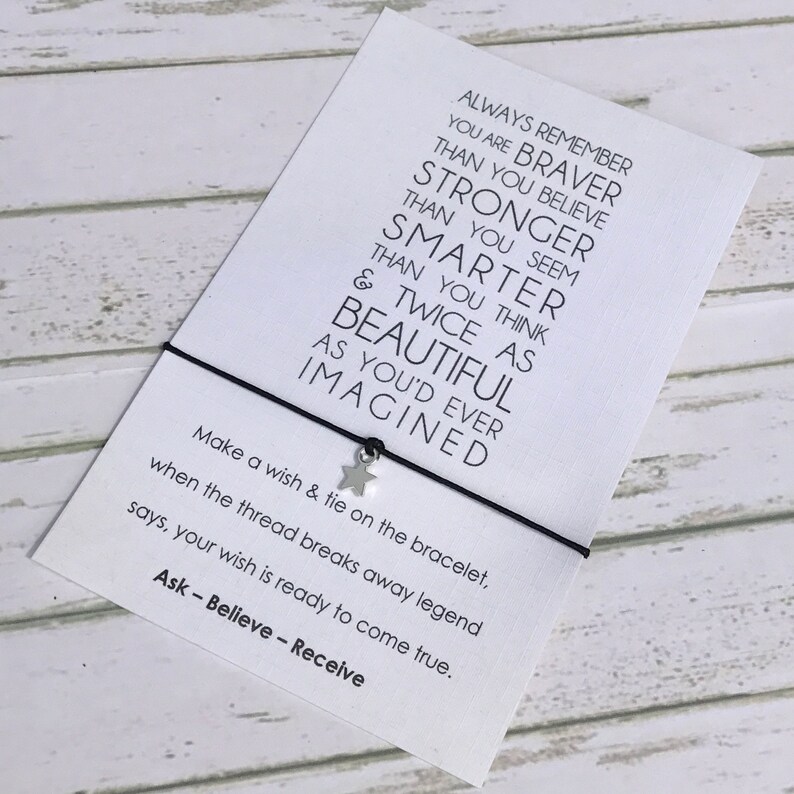 ALWAYS REMEMBER
YOU ARE BRAVER
THAN YOU BELIEVE
STRONGER
THAN YOU SEEM
SMARTER
THAN YOU THINK
& TWICE AS
BEAUTIFUL
AS YOU'D EVER
IMAGINED
Make a wish & tie on the bracelet,
when the thread breaks away legend
says, your wish is ready to come true.
Ask – Believe – Receive